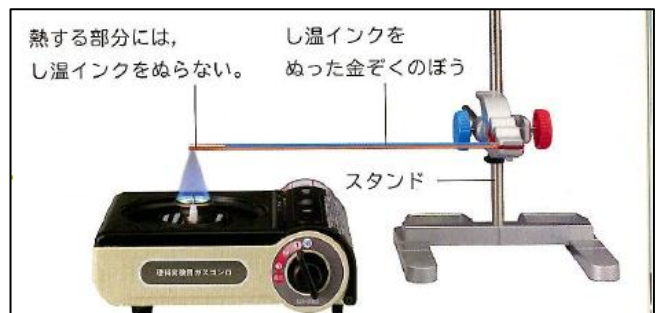 熱する部分には,
し温インクをぬらない。
し温インクを
ぬった金ぞくのぼう
スタンド
理科実験用ガスコンロ